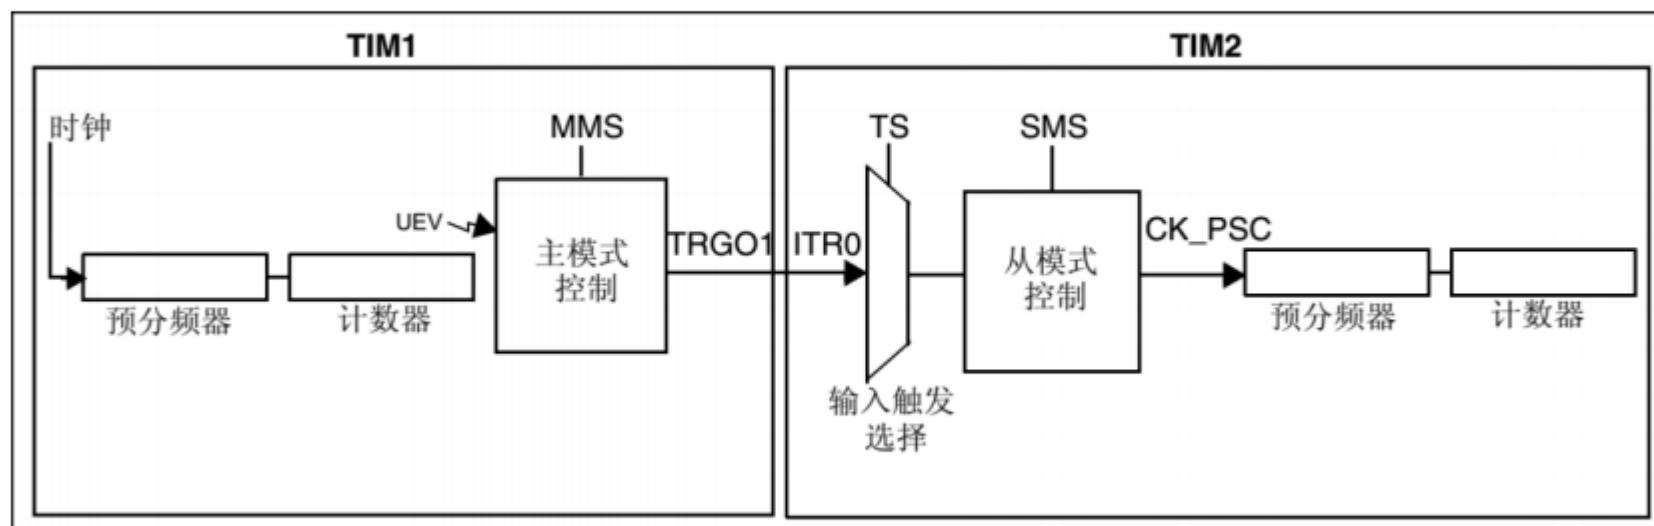 TIM1
TIM2
时钟
MMS
TS
SMS
UEV
主模式
控制
TRGO1
ITR0
从模式
控制
CK_PSC
预分频器
计数器
预分频器
计数器
输入触发
选择